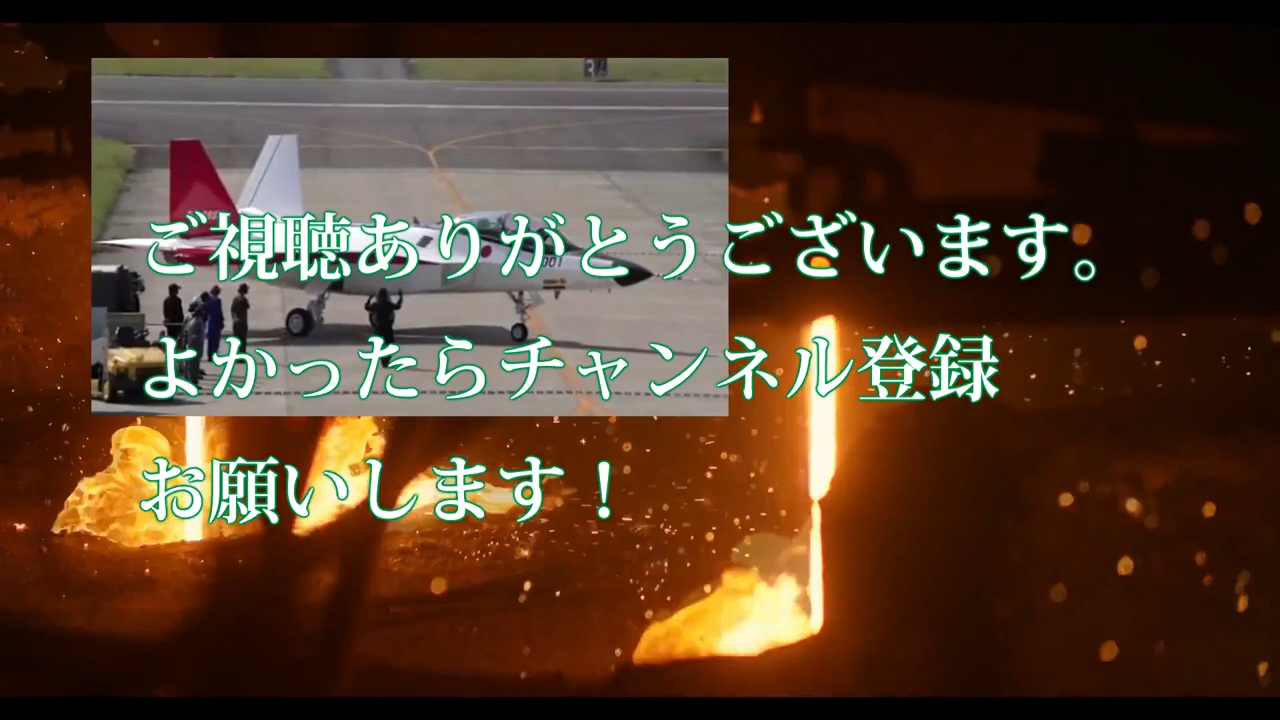 ご視聴ありがとうございます。
よかったらチャンネル登録
お願いします！
001